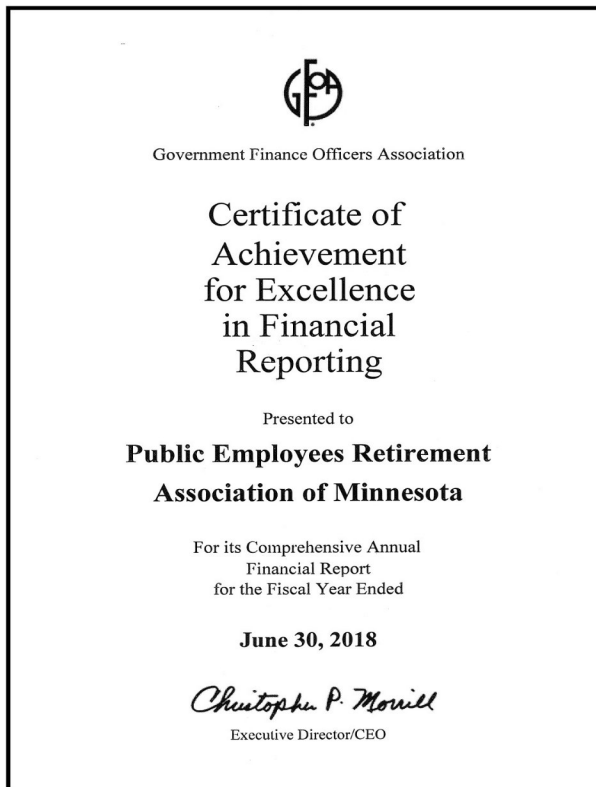 GFOA
Government Finance Officers Association
Certificate of
Achievement
for Excellence
in Financial
Reporting
Presented to
Public Employees Retirement
Association of Minnesota
For its Comprehensive Annual
Financial Report
for the Fiscal Year Ended
June 30, 2018
Christopher P. Morrill
Executive Director/CEO